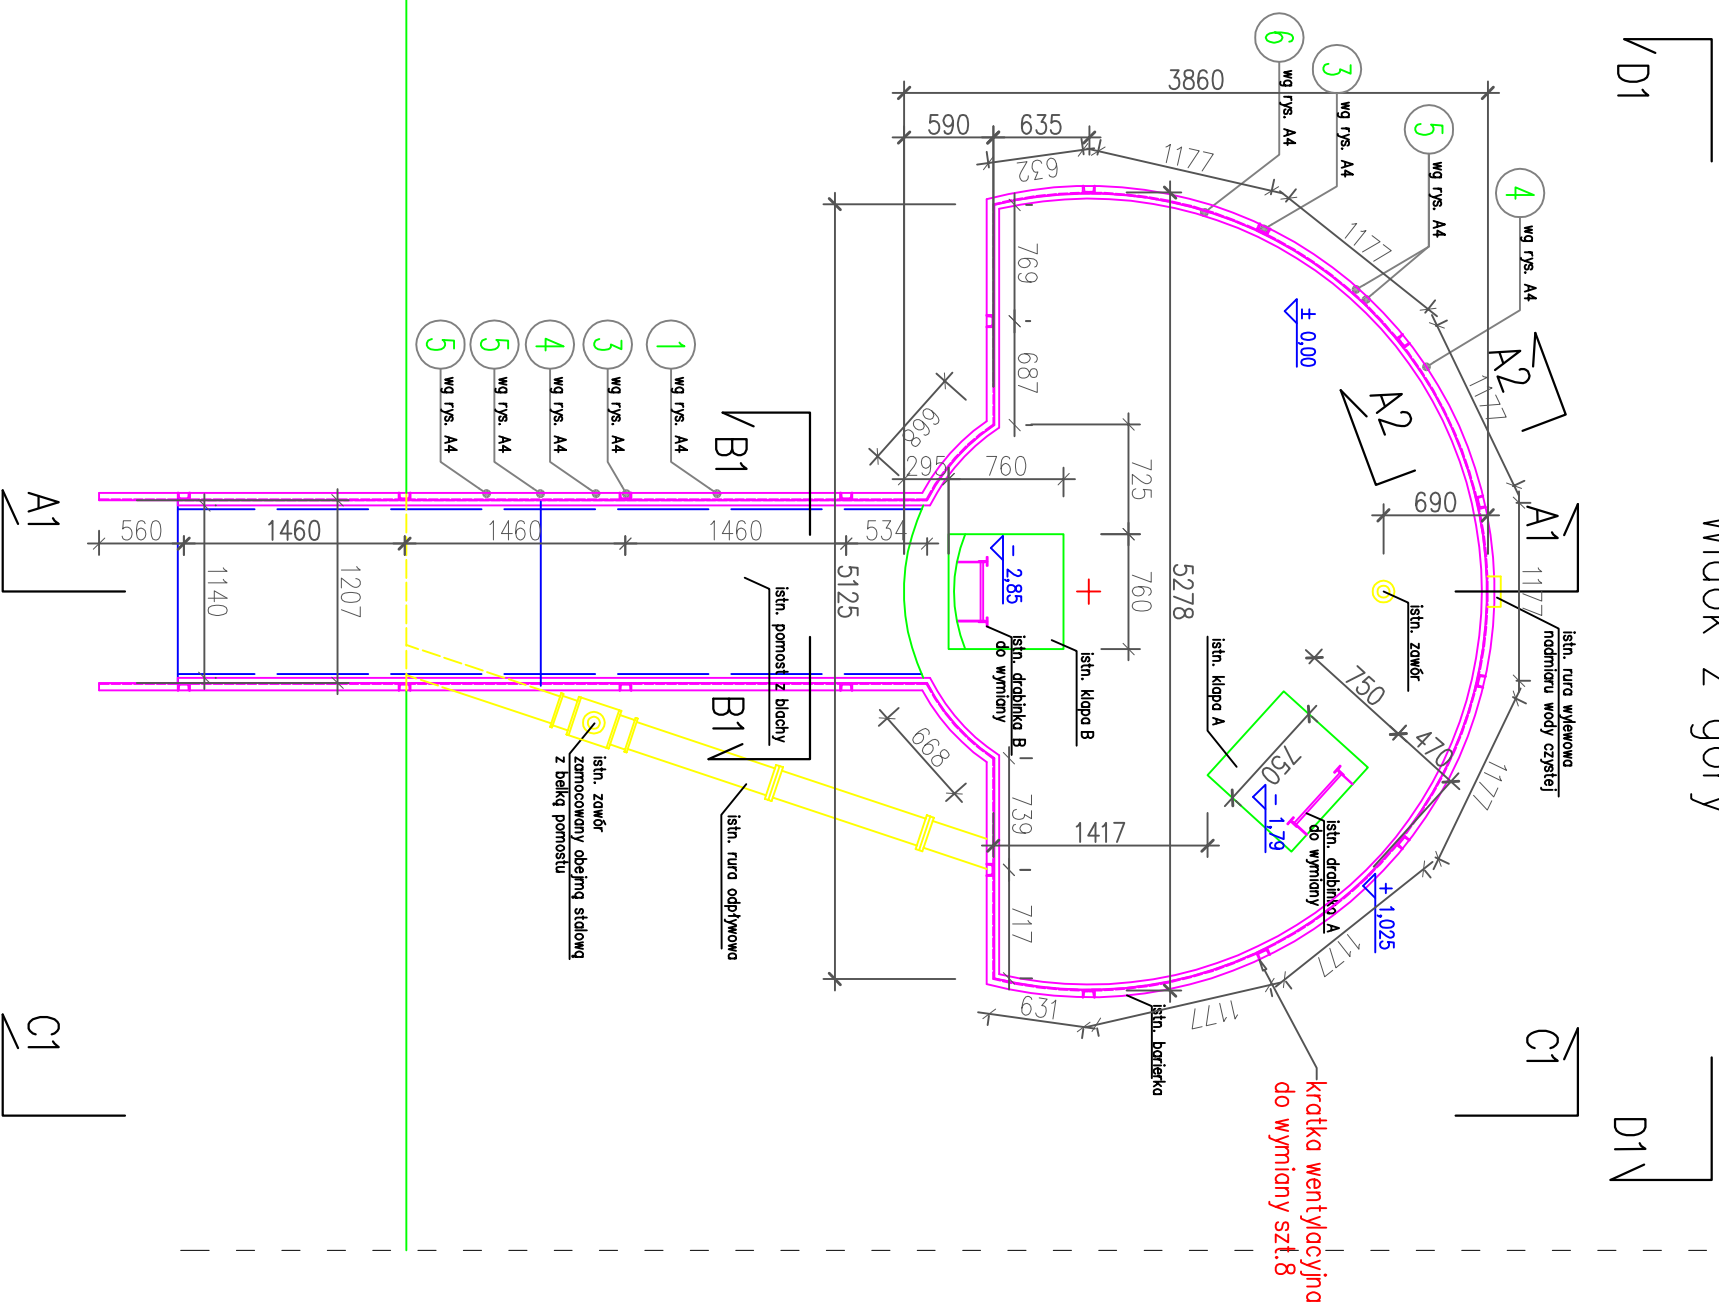 widok z góry
D1
D1
6
wg rys. A4
3
wg rys. A4
5
wg rys. A4
4
wg rys. A4
3860
590
635
632
1177
1177
1177
1177
1177
1177
1177
631
769
687
± 0,00
A2
A2
690
A1
A1
istn. zawór
istn. rura wylewowa
nadmiaru wody czystej
5278
5125
725
760
760
295
668
668
- 2,85
istn. drabinka B
do wymiany
istn. klapa B
istn. klapa A
750
470
750
- 1,79
istn. drabinka A
do wymiany
+ 1,025
1417
739
717
istn. barierka
kratka wentylacyjna
do wymiany szt.8
5
wg rys. A4
5
wg rys. A4
4
wg rys. A4
3
wg rys. A4
1
wg rys. A4
B1
B1
560
1460
1460
1460
534
1140
1207
istn. pomost z blachy
istn. zawór
zamocowany obejmą stalową
z belką pomostu
istn. rura odpływowa
C1
C1